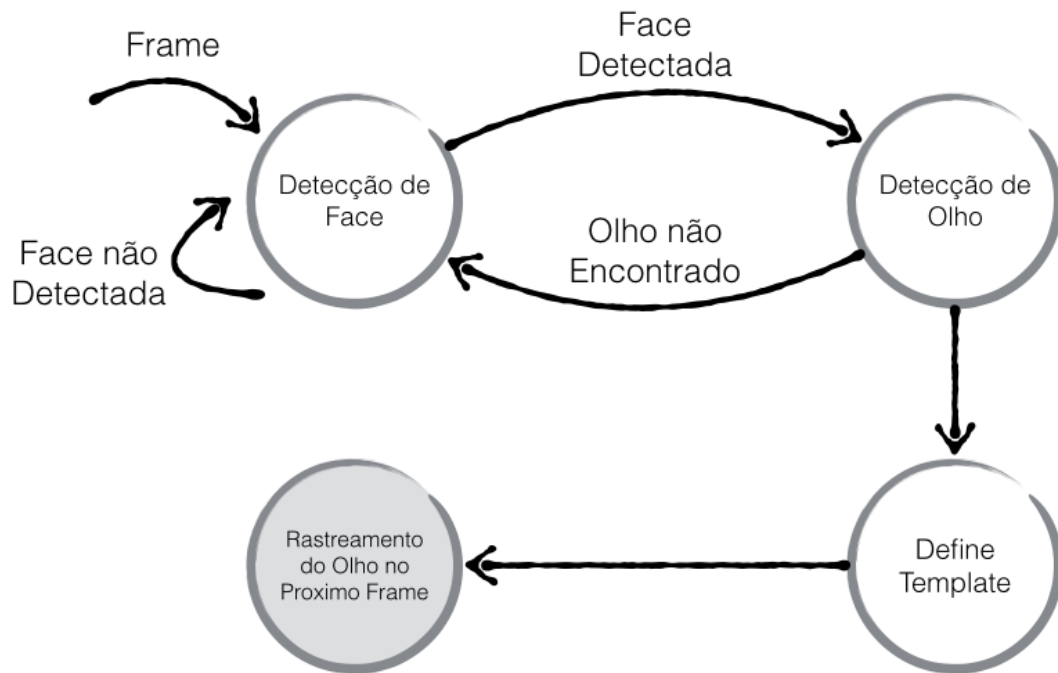 Frame
Face
Detectada
Detecção de
Face
Detecção de
Olho
Face não
Detectada
Olho não
Encontrado
Rastreamento
do Olho no
Proximo Frame
Define
Template